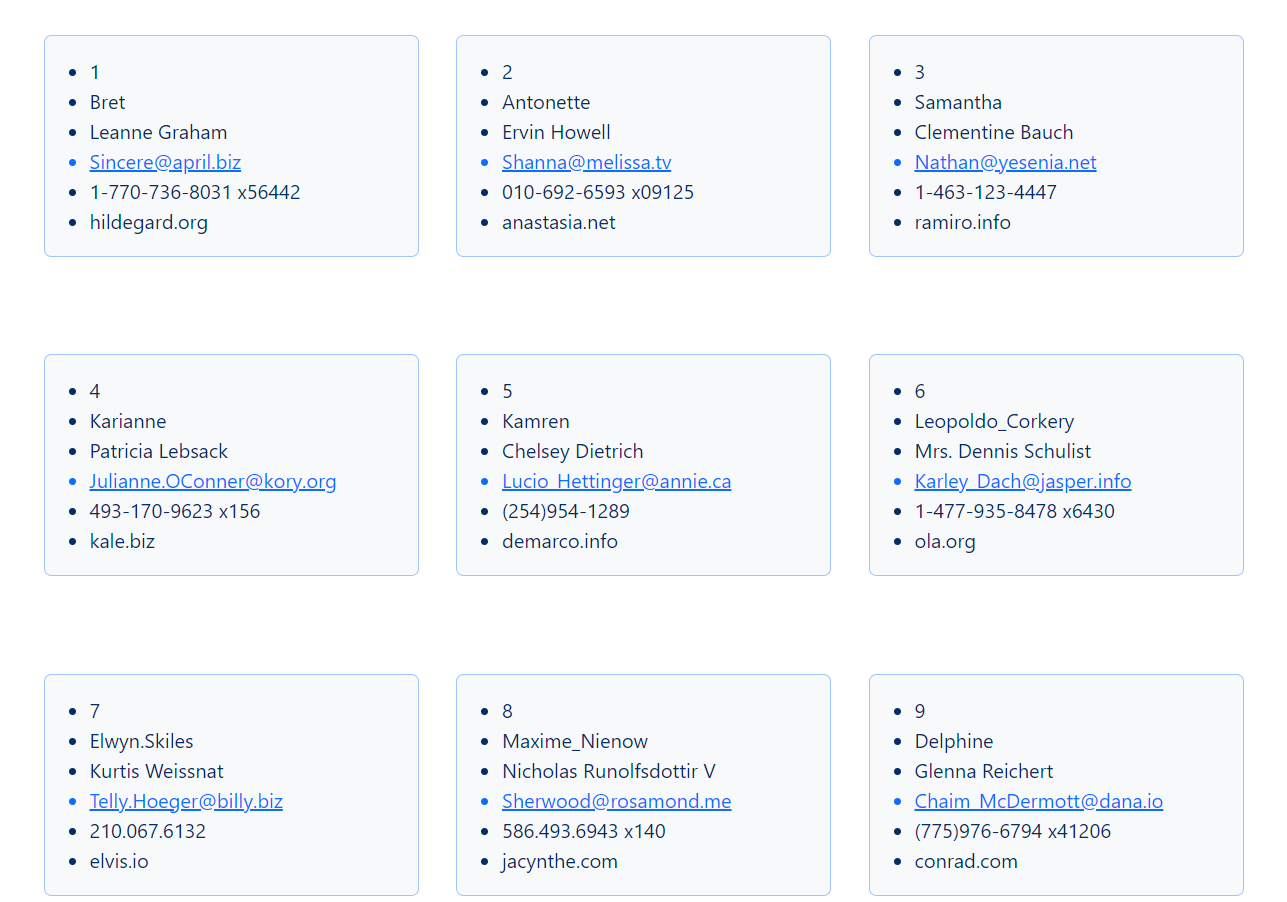 1
Bret
Leanne Graham
Sincere@april.biz
1-770-736-8031 x56442
hildegard.org
2
Antonette
Ervin Howell
Shanna@melissa.tv
010-692-6593 x09125
anastasia.net
3
Samantha
Clementine Bauch
Nathan@yesenia.net
1-463-123-4447
ramiro.info
4
Karianne
Patricia Lebsack
Julianne.OConner@kory.org
493-170-9623 x156
kale.biz
5
Kamren
Chelsey Dietrich
Lucio_Hettinger@annie.ca
(254)954-1289
demarco.info
6
Leopoldo_Corkery
Mrs. Dennis Schulist
Karley_Dach@jasper.info
1-477-935-8478 x6430
ola.org
7
Elwyn.Skiles
Kurtis Weissnat
Telly.Hoeger@billy.biz
210.067.6132
elvis.io
8
Maxime_Nienow
Nicholas Runolfsdottir V
Sherwood@rosamond.me
586.493.6943 x140
jacynthe.com
9
Delphine
Glenna Reichert
Chaim_McDermott@dana.io
(775)976-6794 x41206
conrad.com